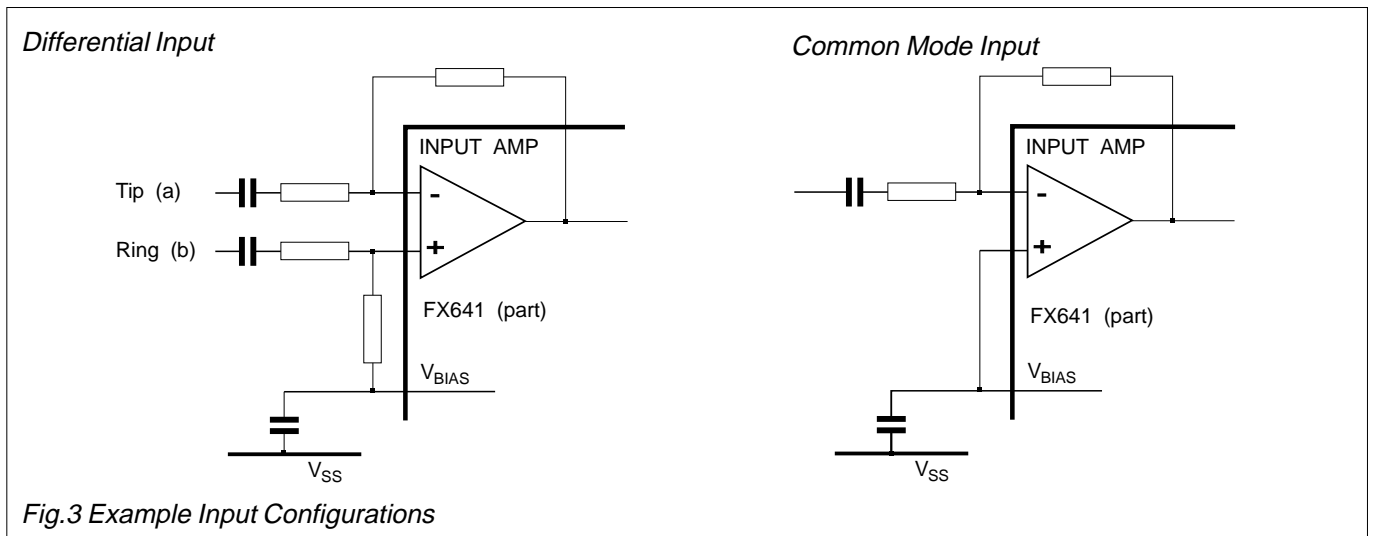 Differential Input
INPUT AMP
Tip (a)
-
Ring (b)
+
FX641 (part)
VBIAS
VSS
Common Mode Input
INPUT AMP
-
+
FX641 (part)
VBIAS
VSS
Fig.3 Example Input Configurations